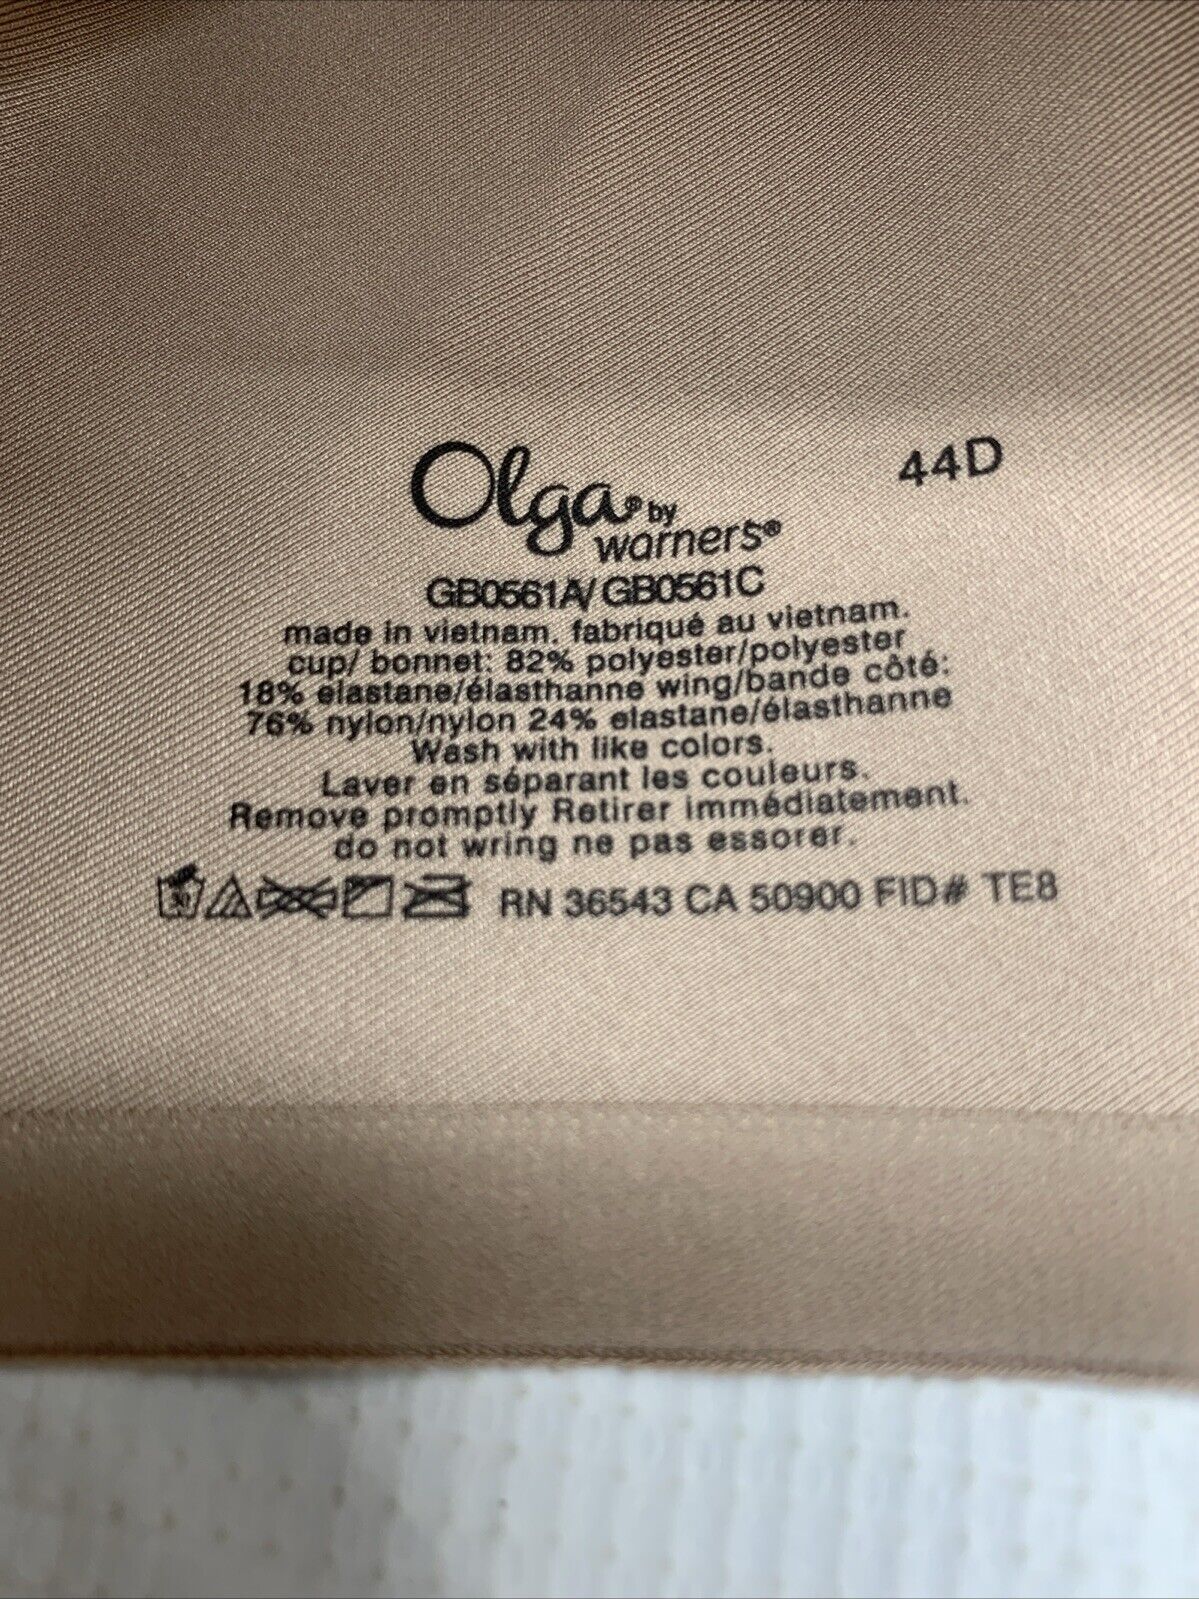 Olga® by
warner's®
44D
GB0561A/ GB0561C
made in vietnam. fabriqué au vietnam.
cup/ bonnet: 82% polyester/polyester
18% elastane/élasthanne wing/bande côté:
76% nylon/nylon 24% elastane/élasthanne
Wash with like colors.
Laver en séparant les couleurs.
Remove promptly Retirer immédiatement.
do not wring ne pas essorer.
30 RN 36543 CA 50900 FID# TE8